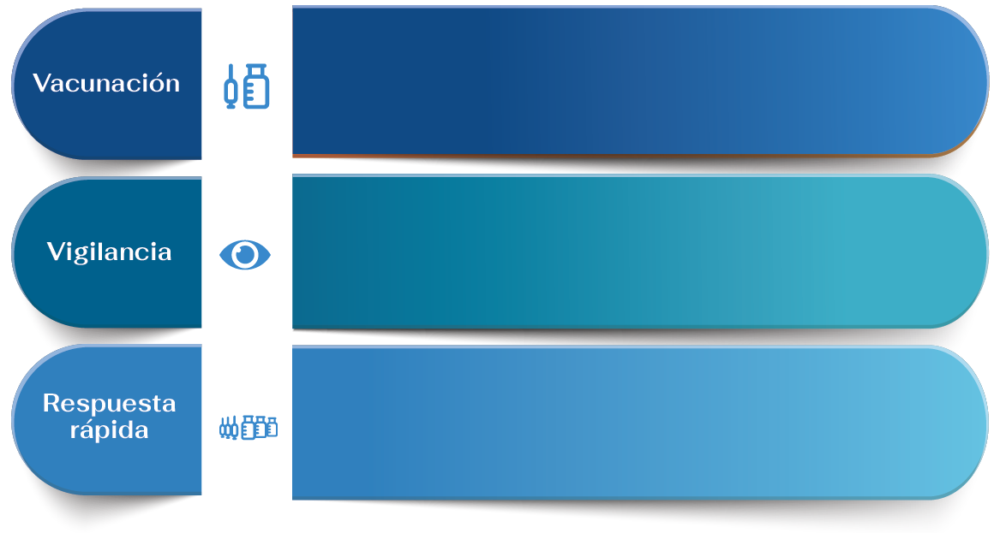 Vacunación
Vigilancia
Respuesta
rápida